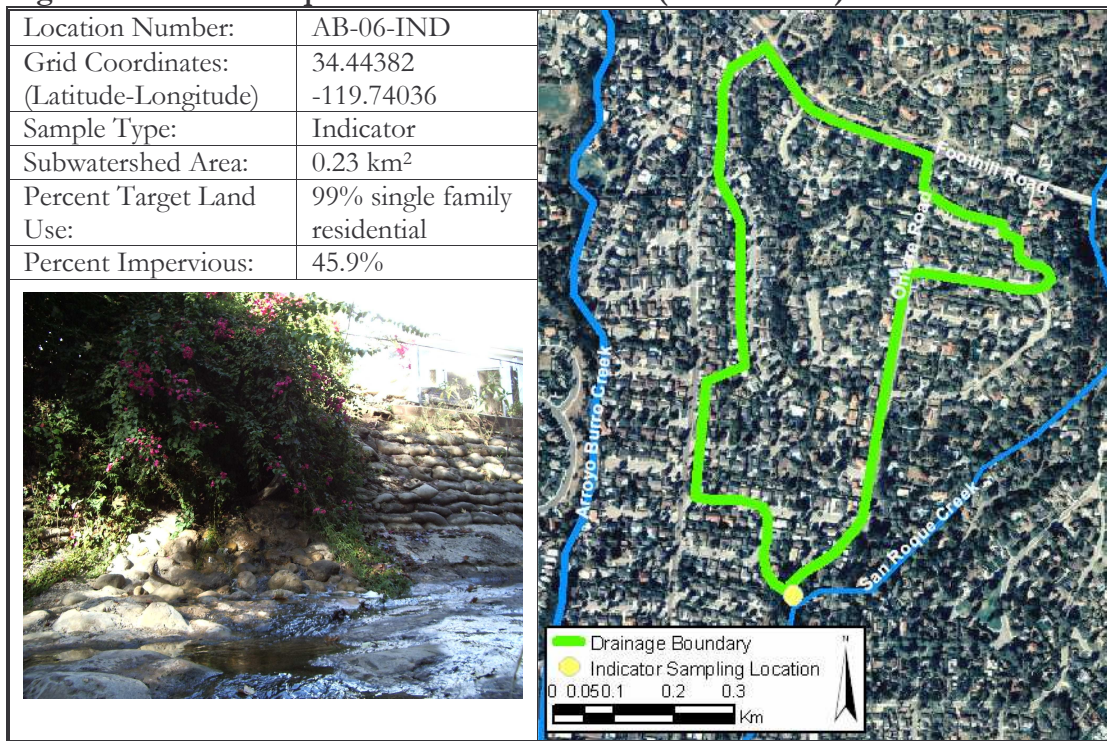 Location Number: AB-06-IND
Grid Coordinates: 34.44382
(Latitude-Longitude) -119.74036
Sample Type: Indicator
Subwatershed Area: 0.23 km²
Percent Target Land 99% single family
Use: residential
Percent Impervious: 45.9%
Foothill Road
Ontare Road
Arroyo Burro Creek
San Roque Creek
Drainage Boundary
Indicator Sampling Location
N
0 0.05 0.1 0.2 0.3
Km